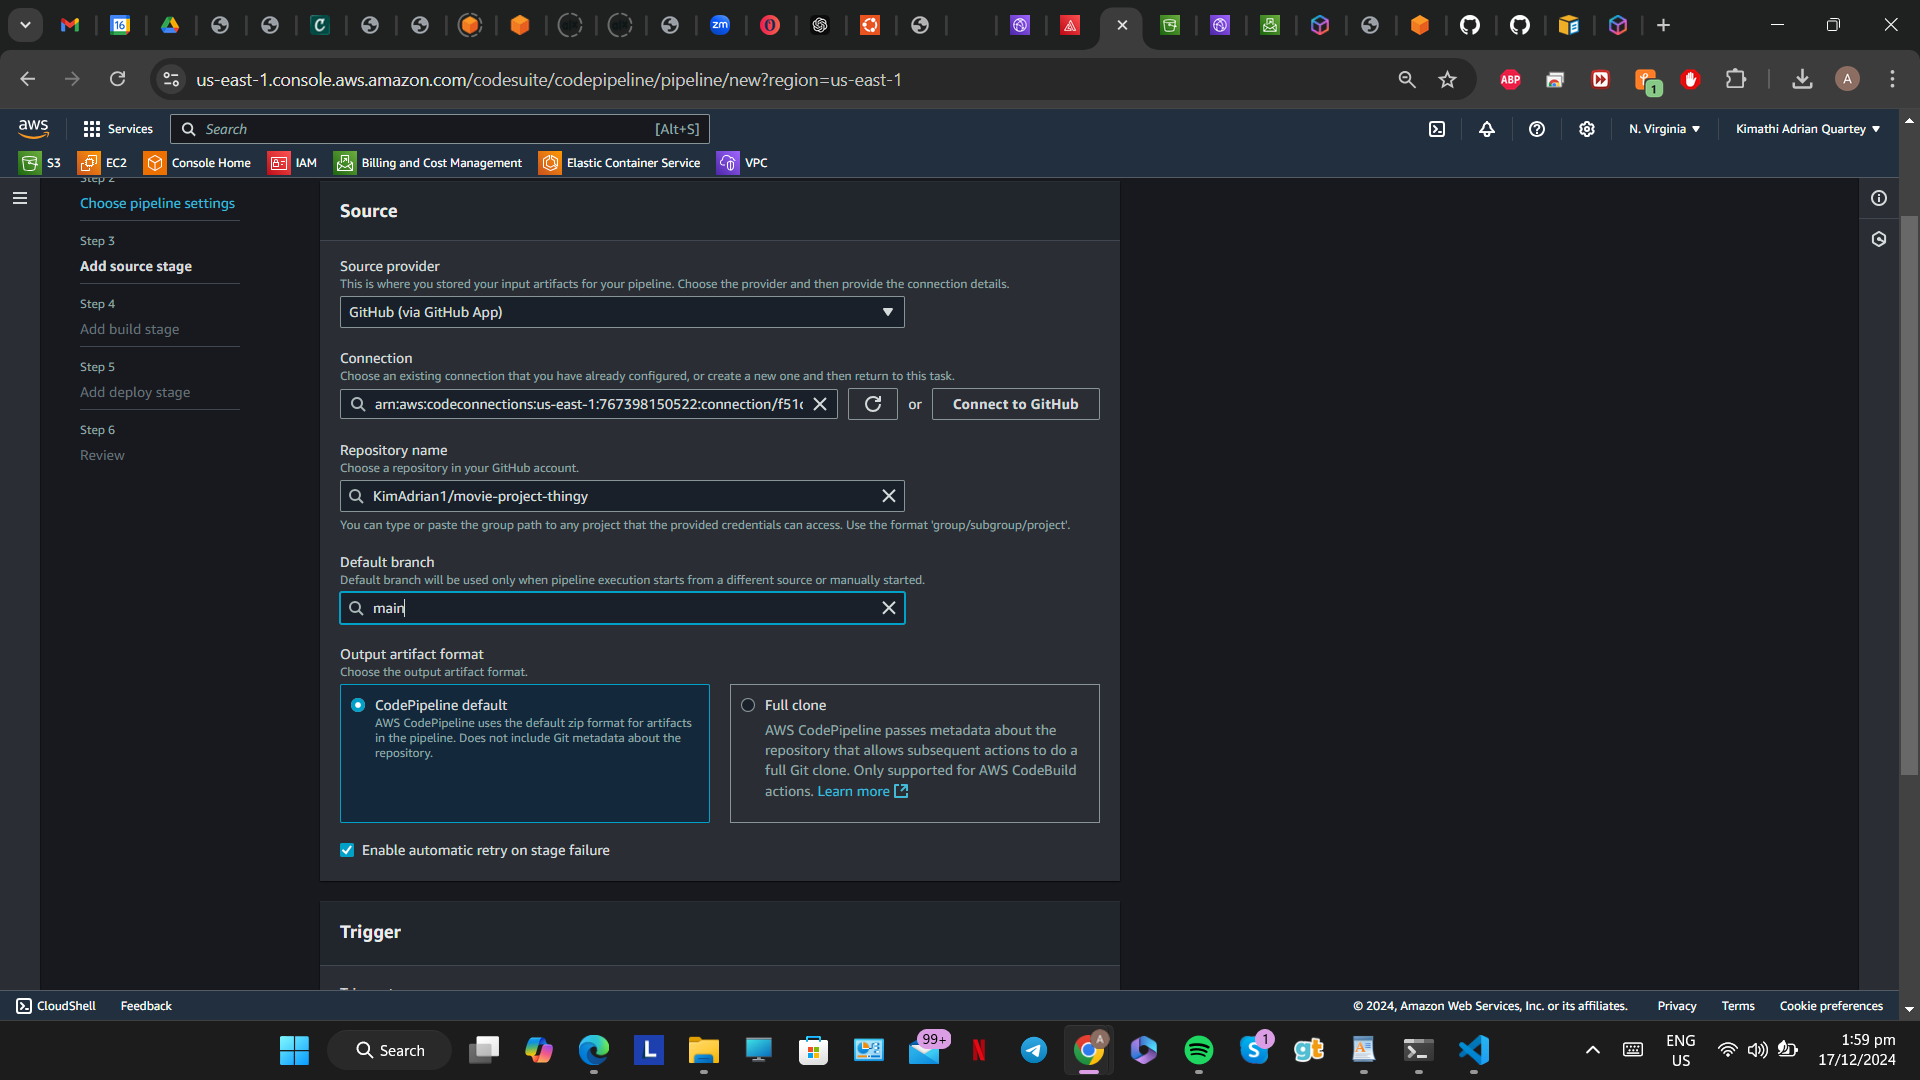 16
C
zm
us-east-1.console.aws.amazon.com/codesuite/codepipeline/pipeline/new?region=us-east-1
ABP
1
A
aws
Services
Search
[Alt+S]
N. Virginia
Kimathi Adrian Quartey
S3
EC2
Console Home
IAM
Billing and Cost Management
Elastic Container Service
VPC
Step 2
Choose pipeline settings
Step 3
Add source stage
Step 4
Add build stage
Step 5
Add deploy stage
Step 6
Review
Source
Source provider
This is where you stored your input artifacts for your pipeline. Choose the provider and then provide the connection details.
GitHub (via GitHub App)
Connection
Choose an existing connection that you have already configured, or create a new one and then return to this task.
arn:aws:codeconnections:us-east-1:767398150522:connection/f51c
or
Connect to GitHub
Repository name
Choose a repository in your GitHub account.
KimAdrian1/movie-project-thingy
You can type or paste the group path to any project that the provided credentials can access. Use the format 'group/subgroup/project'.
Default branch
Default branch will be used only when pipeline execution starts from a different source or manually started.
main
Output artifact format
Choose the output artifact format.
CodePipeline default
AWS CodePipeline uses the default zip format for artifacts
in the pipeline. Does not include Git metadata about the
repository.
Full clone
AWS CodePipeline passes metadata about the
repository that allows subsequent actions to do a
full Git clone. Only supported for AWS CodeBuild
actions. Learn more
Enable automatic retry on stage failure
Trigger
CloudShell
Feedback
© 2024, Amazon Web Services, Inc. or its affiliates.
Privacy
Terms
Cookie preferences
Search
L
99+
N
A
S
1
gt
ENG
US
1:59 pm
17/12/2024